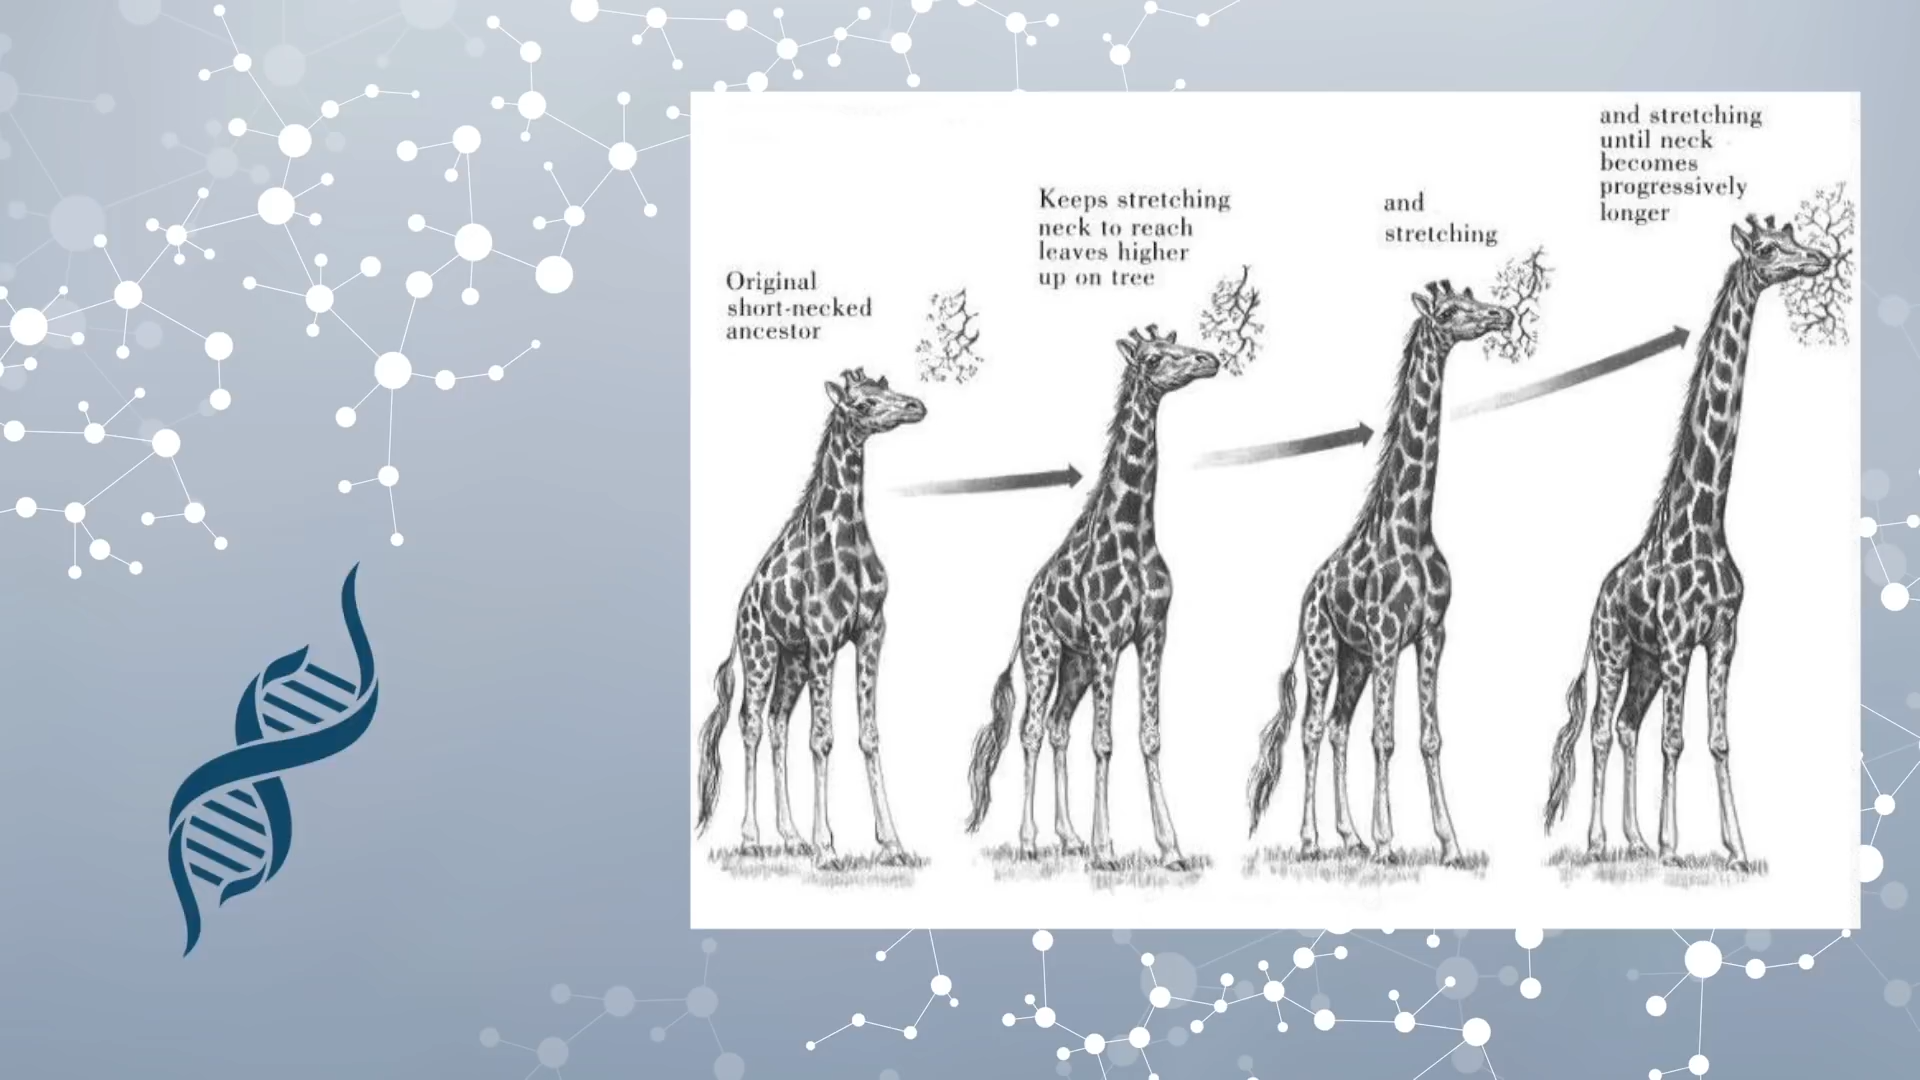 Original
short-necked
ancestor
Keeps stretching
neck to reach
leaves higher
up on tree
and
stretching
and stretching
until neck
becomes
progressively
longer